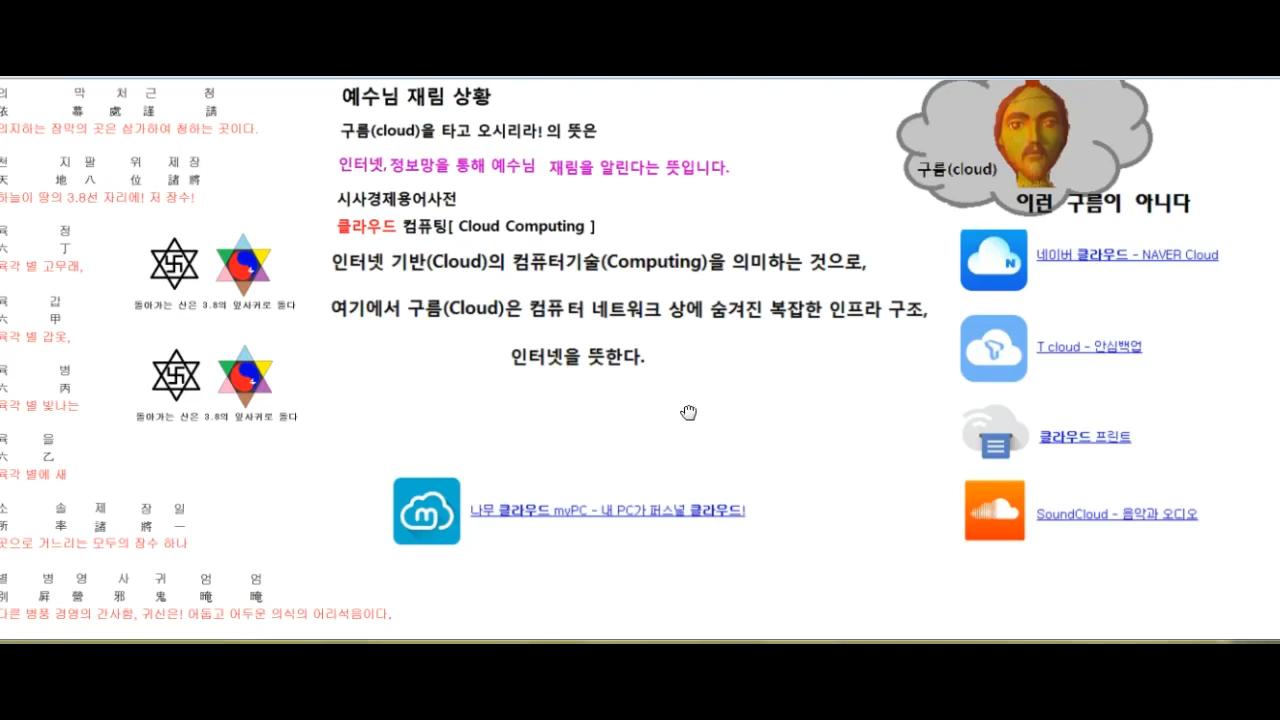 의 막 처 근 청
依 幕 處 謹 請
의지하는 장막의 곳은 삼가하여 청하는 곳이다.
천 지 팔 위 제 장
天 地 八 位 諸 將
하늘이 땅의 3.8선 자리에! 저 장수!
육 정
六 丁
육각 별 고무래,
육 갑
六 甲
육각 별 갑옷,
육 병
六 丙
육각 별 빛나는
육 을
六 乙
육각 별에 새
소 솔 제 장 일
所 率 諸 將 一
곳으로 거느리는 모두의 장수 하나
별 병 영 사 귀 엄 엄
別 屛 營 邪 鬼 唵 唵
다른 병풍 경영의 간사함, 귀신은! 어둡고 어두운 의식의 어리석음이다.
돌아가는 산은 3.8의 앞사귀로 돌다
돌아가는 산은 3.8의 앞사귀로 돌다
예수님 재림 상황
구름(cloud)을 타고 오시리라! 의 뜻은
인터넷,정보망을 통해 예수님 재림을 알린다는 뜻입니다.
시사경제용어사전
클라우드 컴퓨팅[ Cloud Computing ]
인터넷 기반(Cloud)의 컴퓨터기술(Computing)을 의미하는 것으로,
여기에서 구름(Cloud)은 컴퓨터 네트워크 상에 숨겨진 복잡한 인프라 구조,
인터넷을 뜻한다.
나무 클라우드 myPC - 내 PC가 퍼스널 클라우드!
구름(cloud)
이런 구름이 아니다
네이버 클라우드 - NAVER Cloud
T cloud - 안심백업
클라우드 프린트
SoundCloud - 음악과 오디오